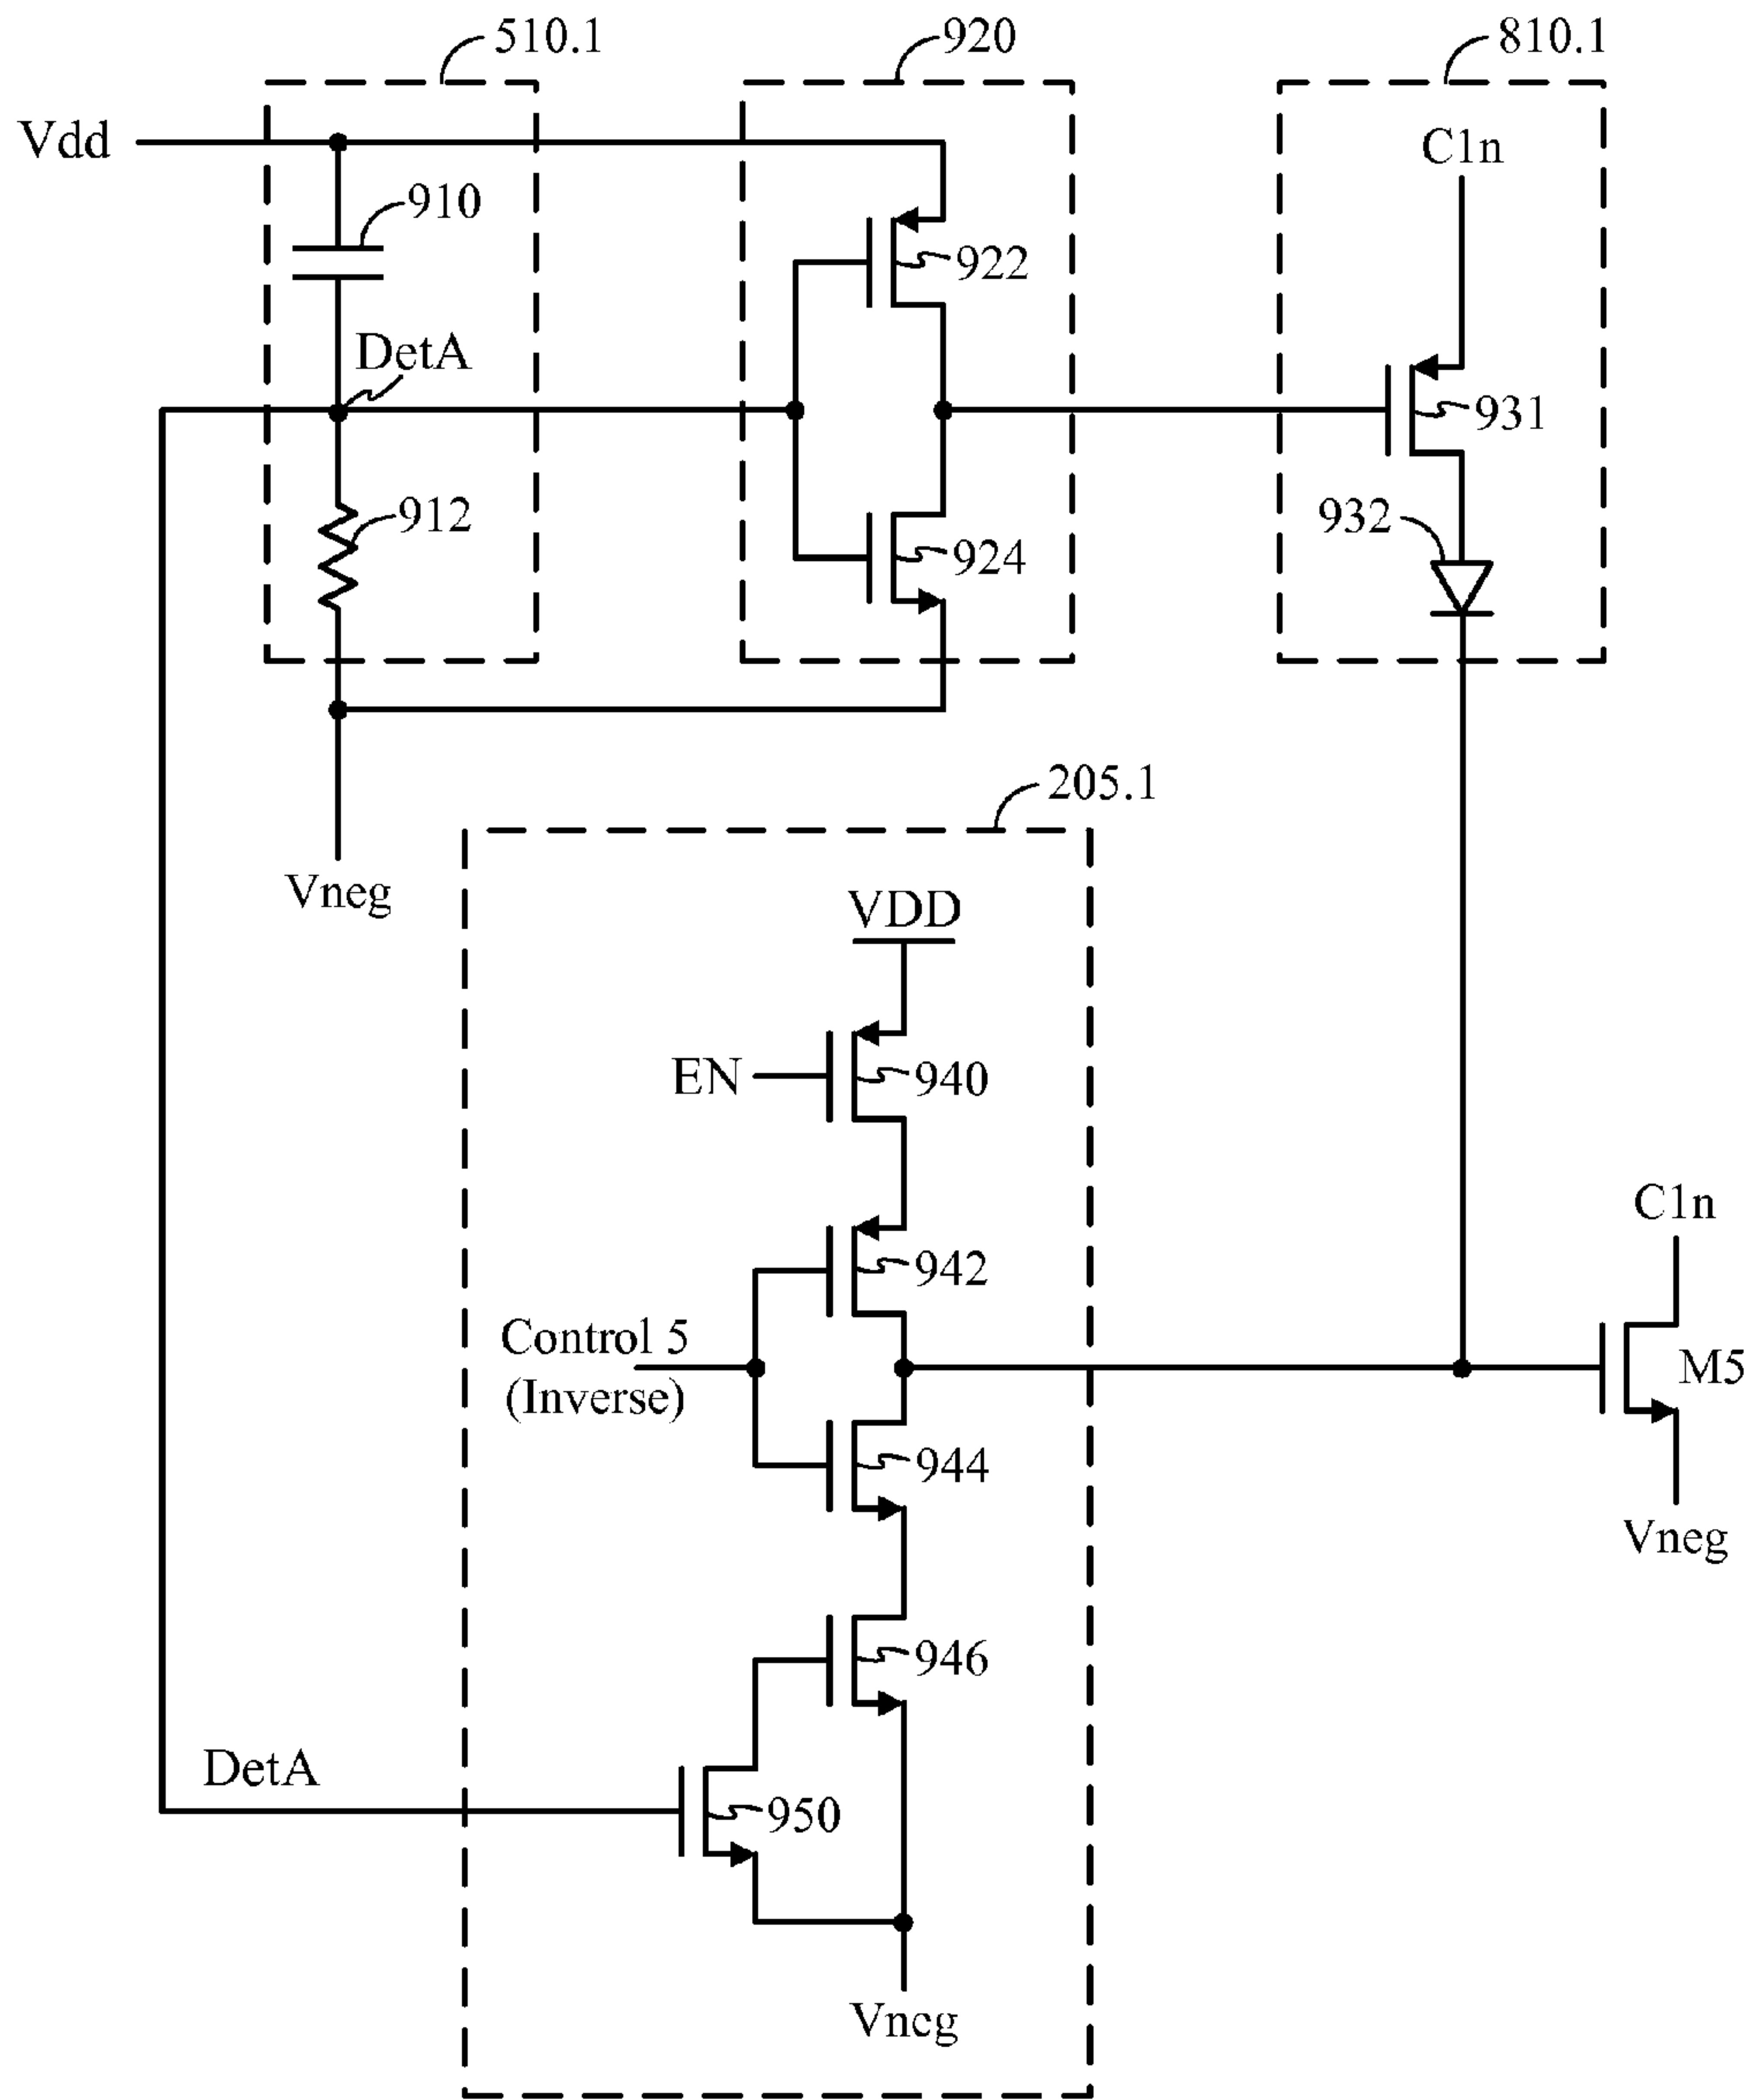 510.1
920
810.1
Vdd
C1n
910
922
DetA
931
912
932
924
205.1
Vneg
VDD
EN
940
C1n
942
Control 5
(Inverse)
M5
944
Vneg
946
DetA
950
Vncg